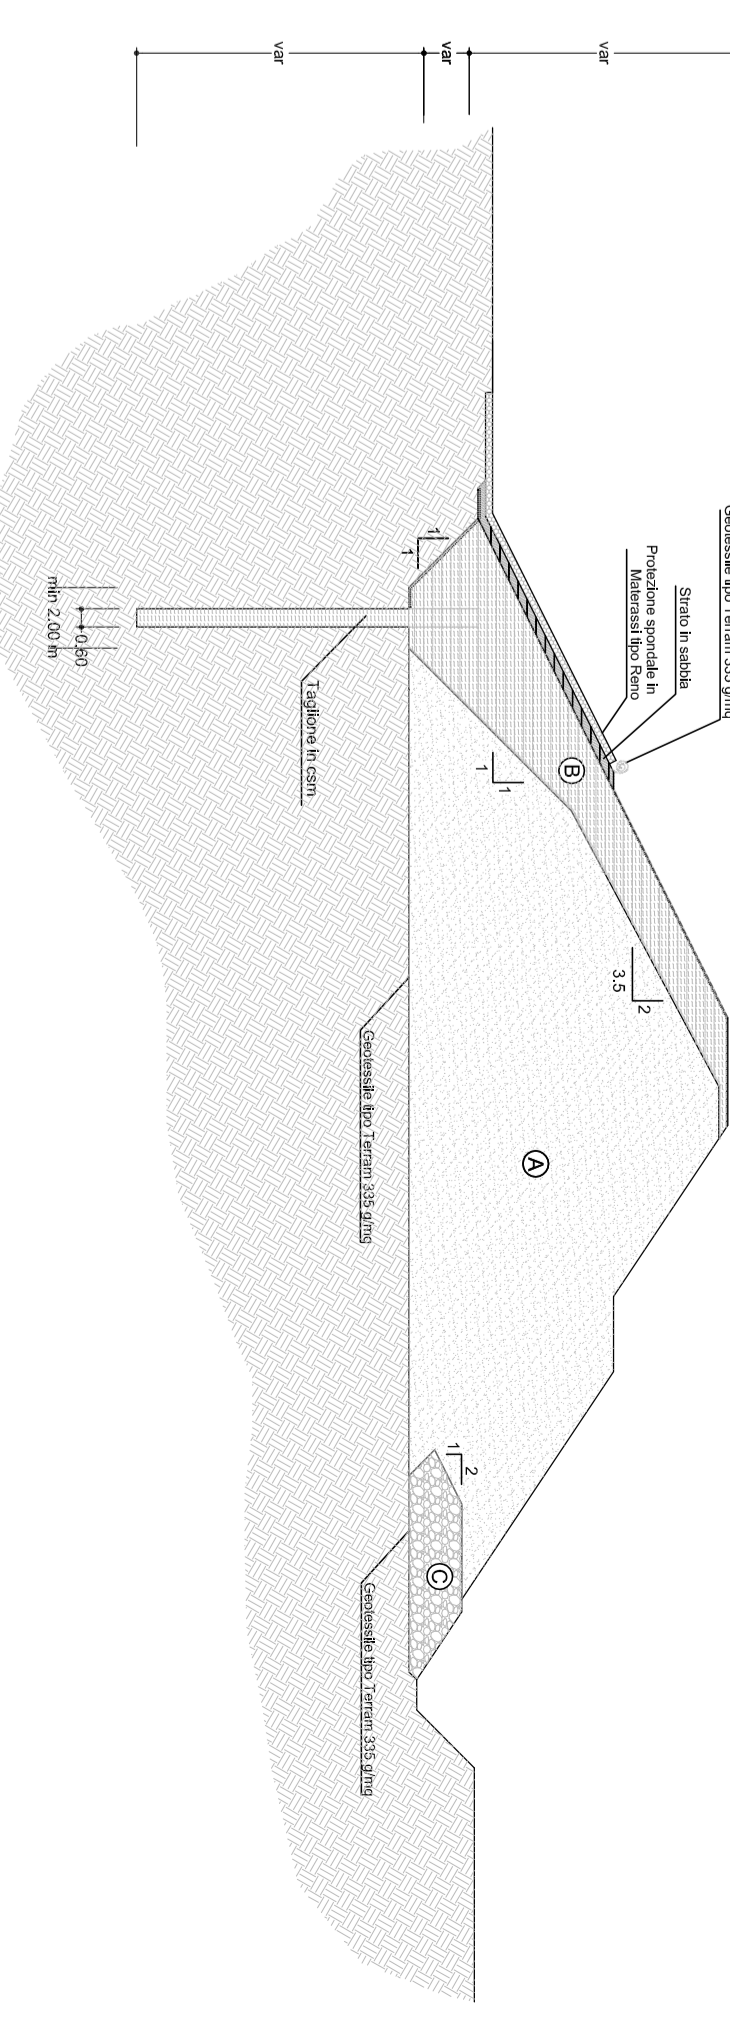 var
var
var
Geotessile tipo Terram 335 g/mq
Strato in sabbia
Protezione spondale in
Materassi tipo Reno
B
A
C
1
1
1
1
3.5
2
1
2
min 2.00 m
0.60
Taglione in csm
Geotessile tipo Terram 335 g/mq
Geotessile tipo Terram 335 g/mq